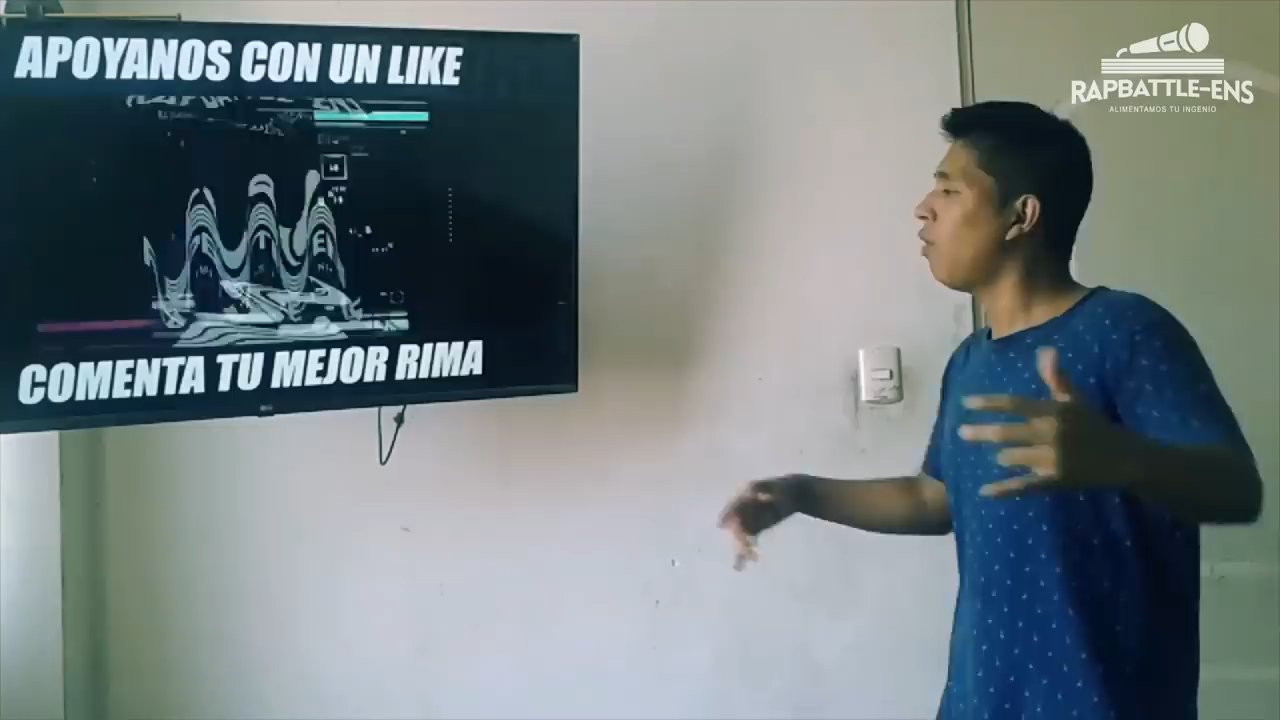 APOYANOS CON UN LIKE
COMENTA TU MEJOR RIMA
RAPBATTLE-ENS
ALIMENTAMOS TU INGENIO